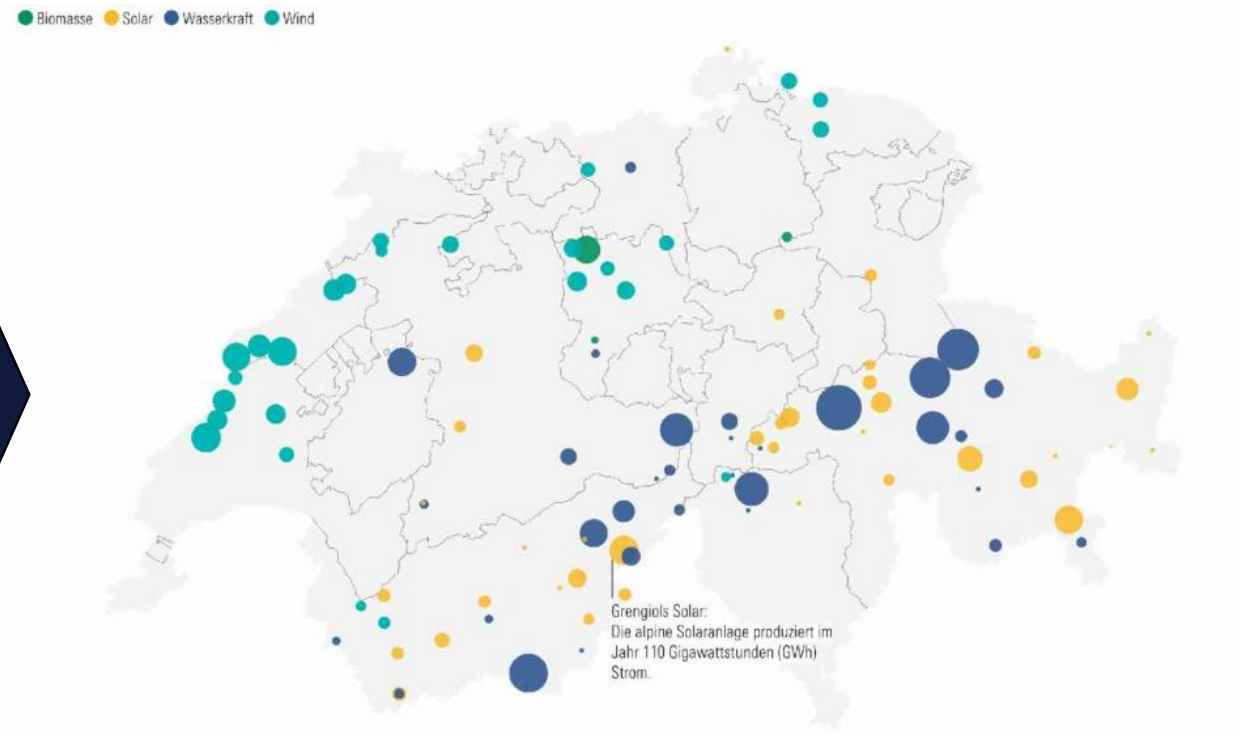 Biomasse Solar Wasserkraft Wind
Grengiols Solar:
Die alpine Solaranlage produziert im
Jahr 110 Gigawattstunden (GWh)
Strom.